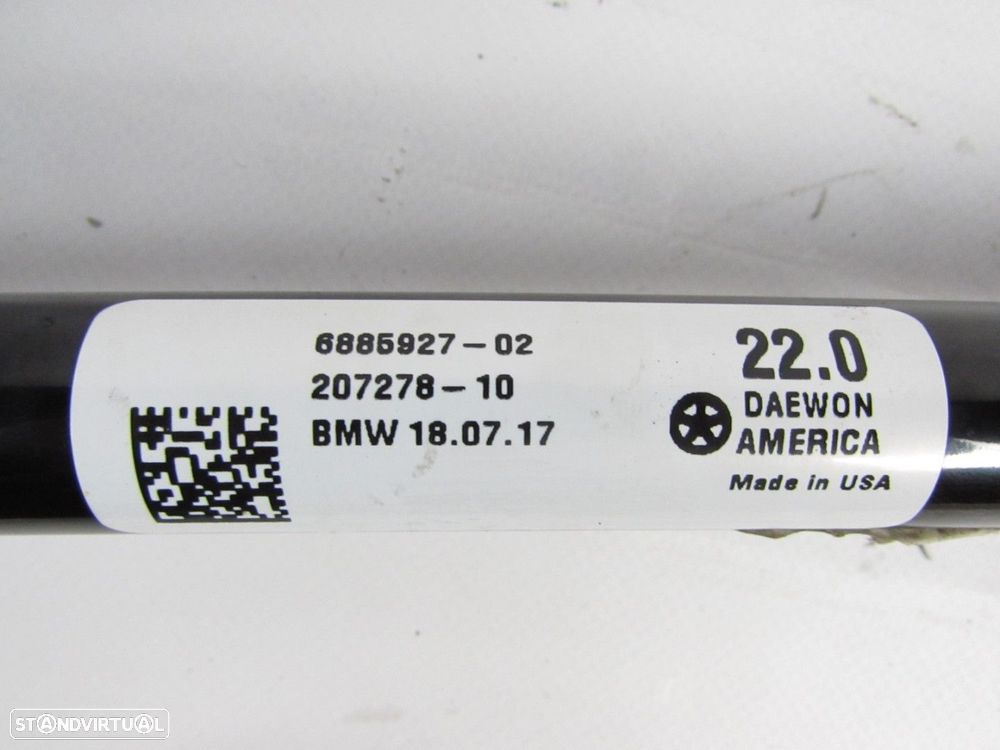 6885927-02
207278-10
BMW 18.07.17
22.0
DAEWON
AMERICA
Made in USA
STANDVIRTUAL